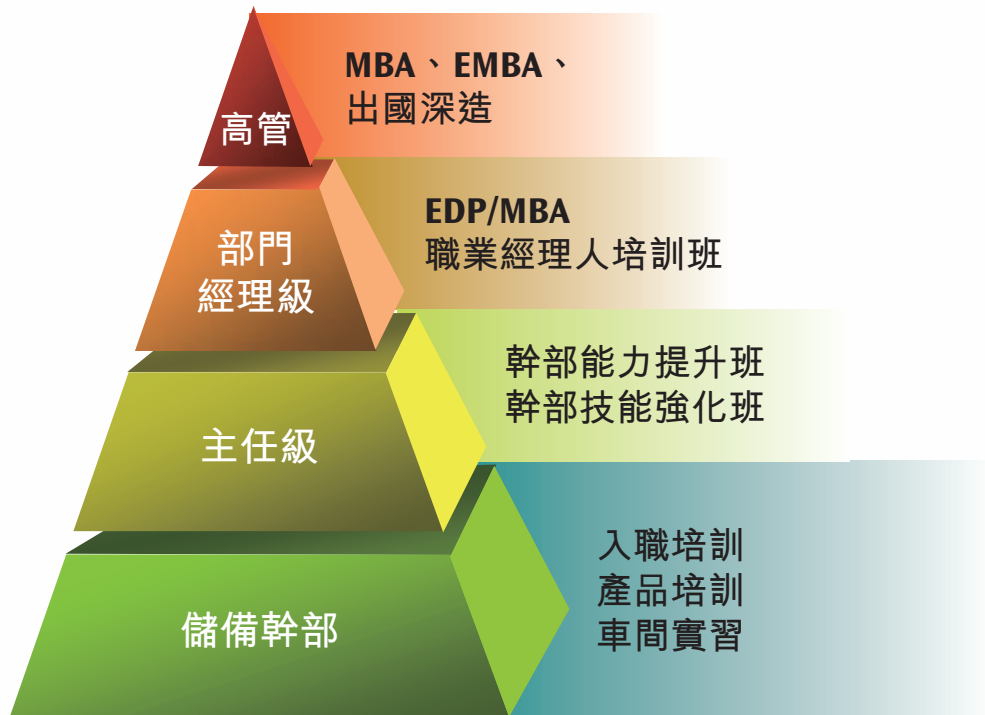 高管
MBA、EMBA、
出國深造
部門
經理級
EDP/MBA
職業經理人培訓班
主任級
幹部能力提升班
幹部技能強化班
儲備幹部
入職培訓
產品培訓
車間實習